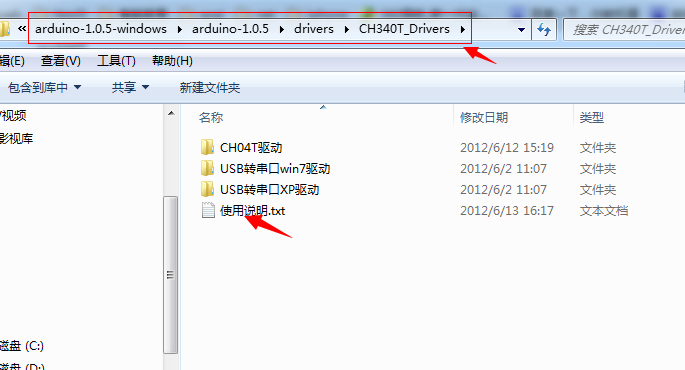 « arduino-1.0.5-windows ▸ arduino-1.0.5 ▸ drivers ▸ CH340T_Drivers ▸ 搜索 CH340T_Driver
辑(E) 查看(V) 工具(T) 帮助(H)
包含到库中 共享 新建文件夹
名称 修改日期 类型
视频
影视库
CH04T驱动 2012/6/12 15:19 文件夹
USB转串口win7驱动 2012/6/2 11:07 文件夹
USB转串口XP驱动 2012/6/2 11:07 文件夹
使用说明.txt 2012/6/13 16:17 文本文档
磁盘 (C:)
磁盘 (D:)